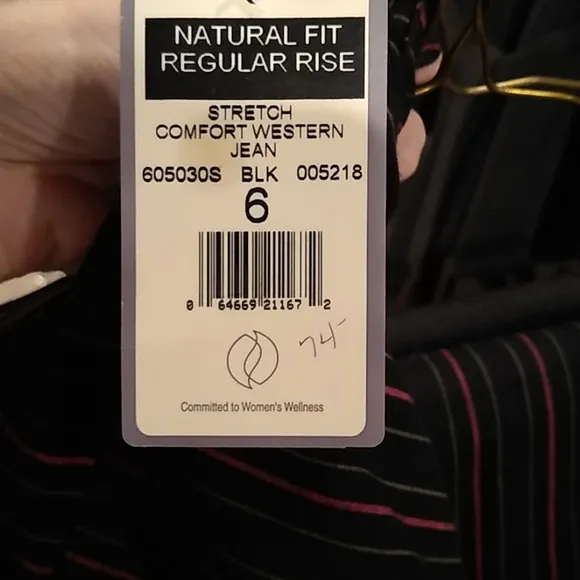 NATURAL FIT
REGULAR RISE
STRETCH
COMFORT WESTERN
JEAN
605030S BLK 005218
6
0 64669 21167 2
74-
Committed to Women's Wellness